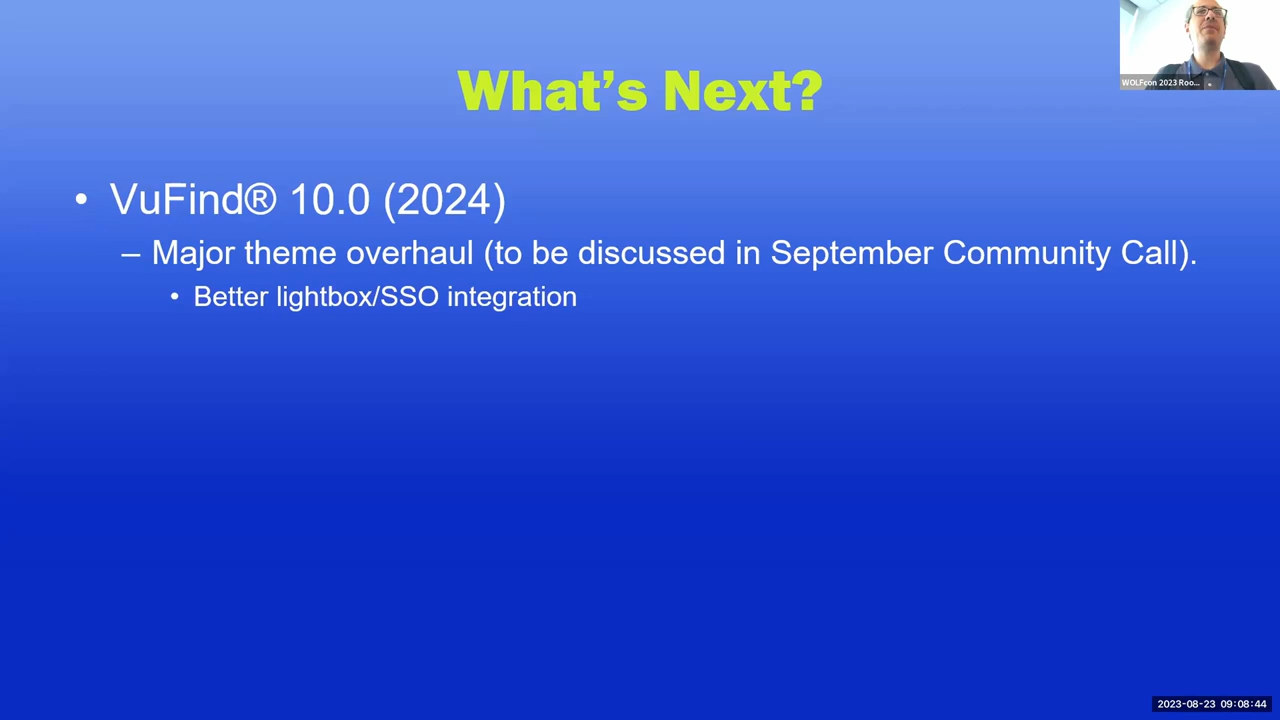 WOLFcon 2023 Roo...
What's Next?
• VuFind® 10.0 (2024)
– Major theme overhaul (to be discussed in September Community Call).
• Better lightbox/SSO integration
2023-08-23 09:08:44